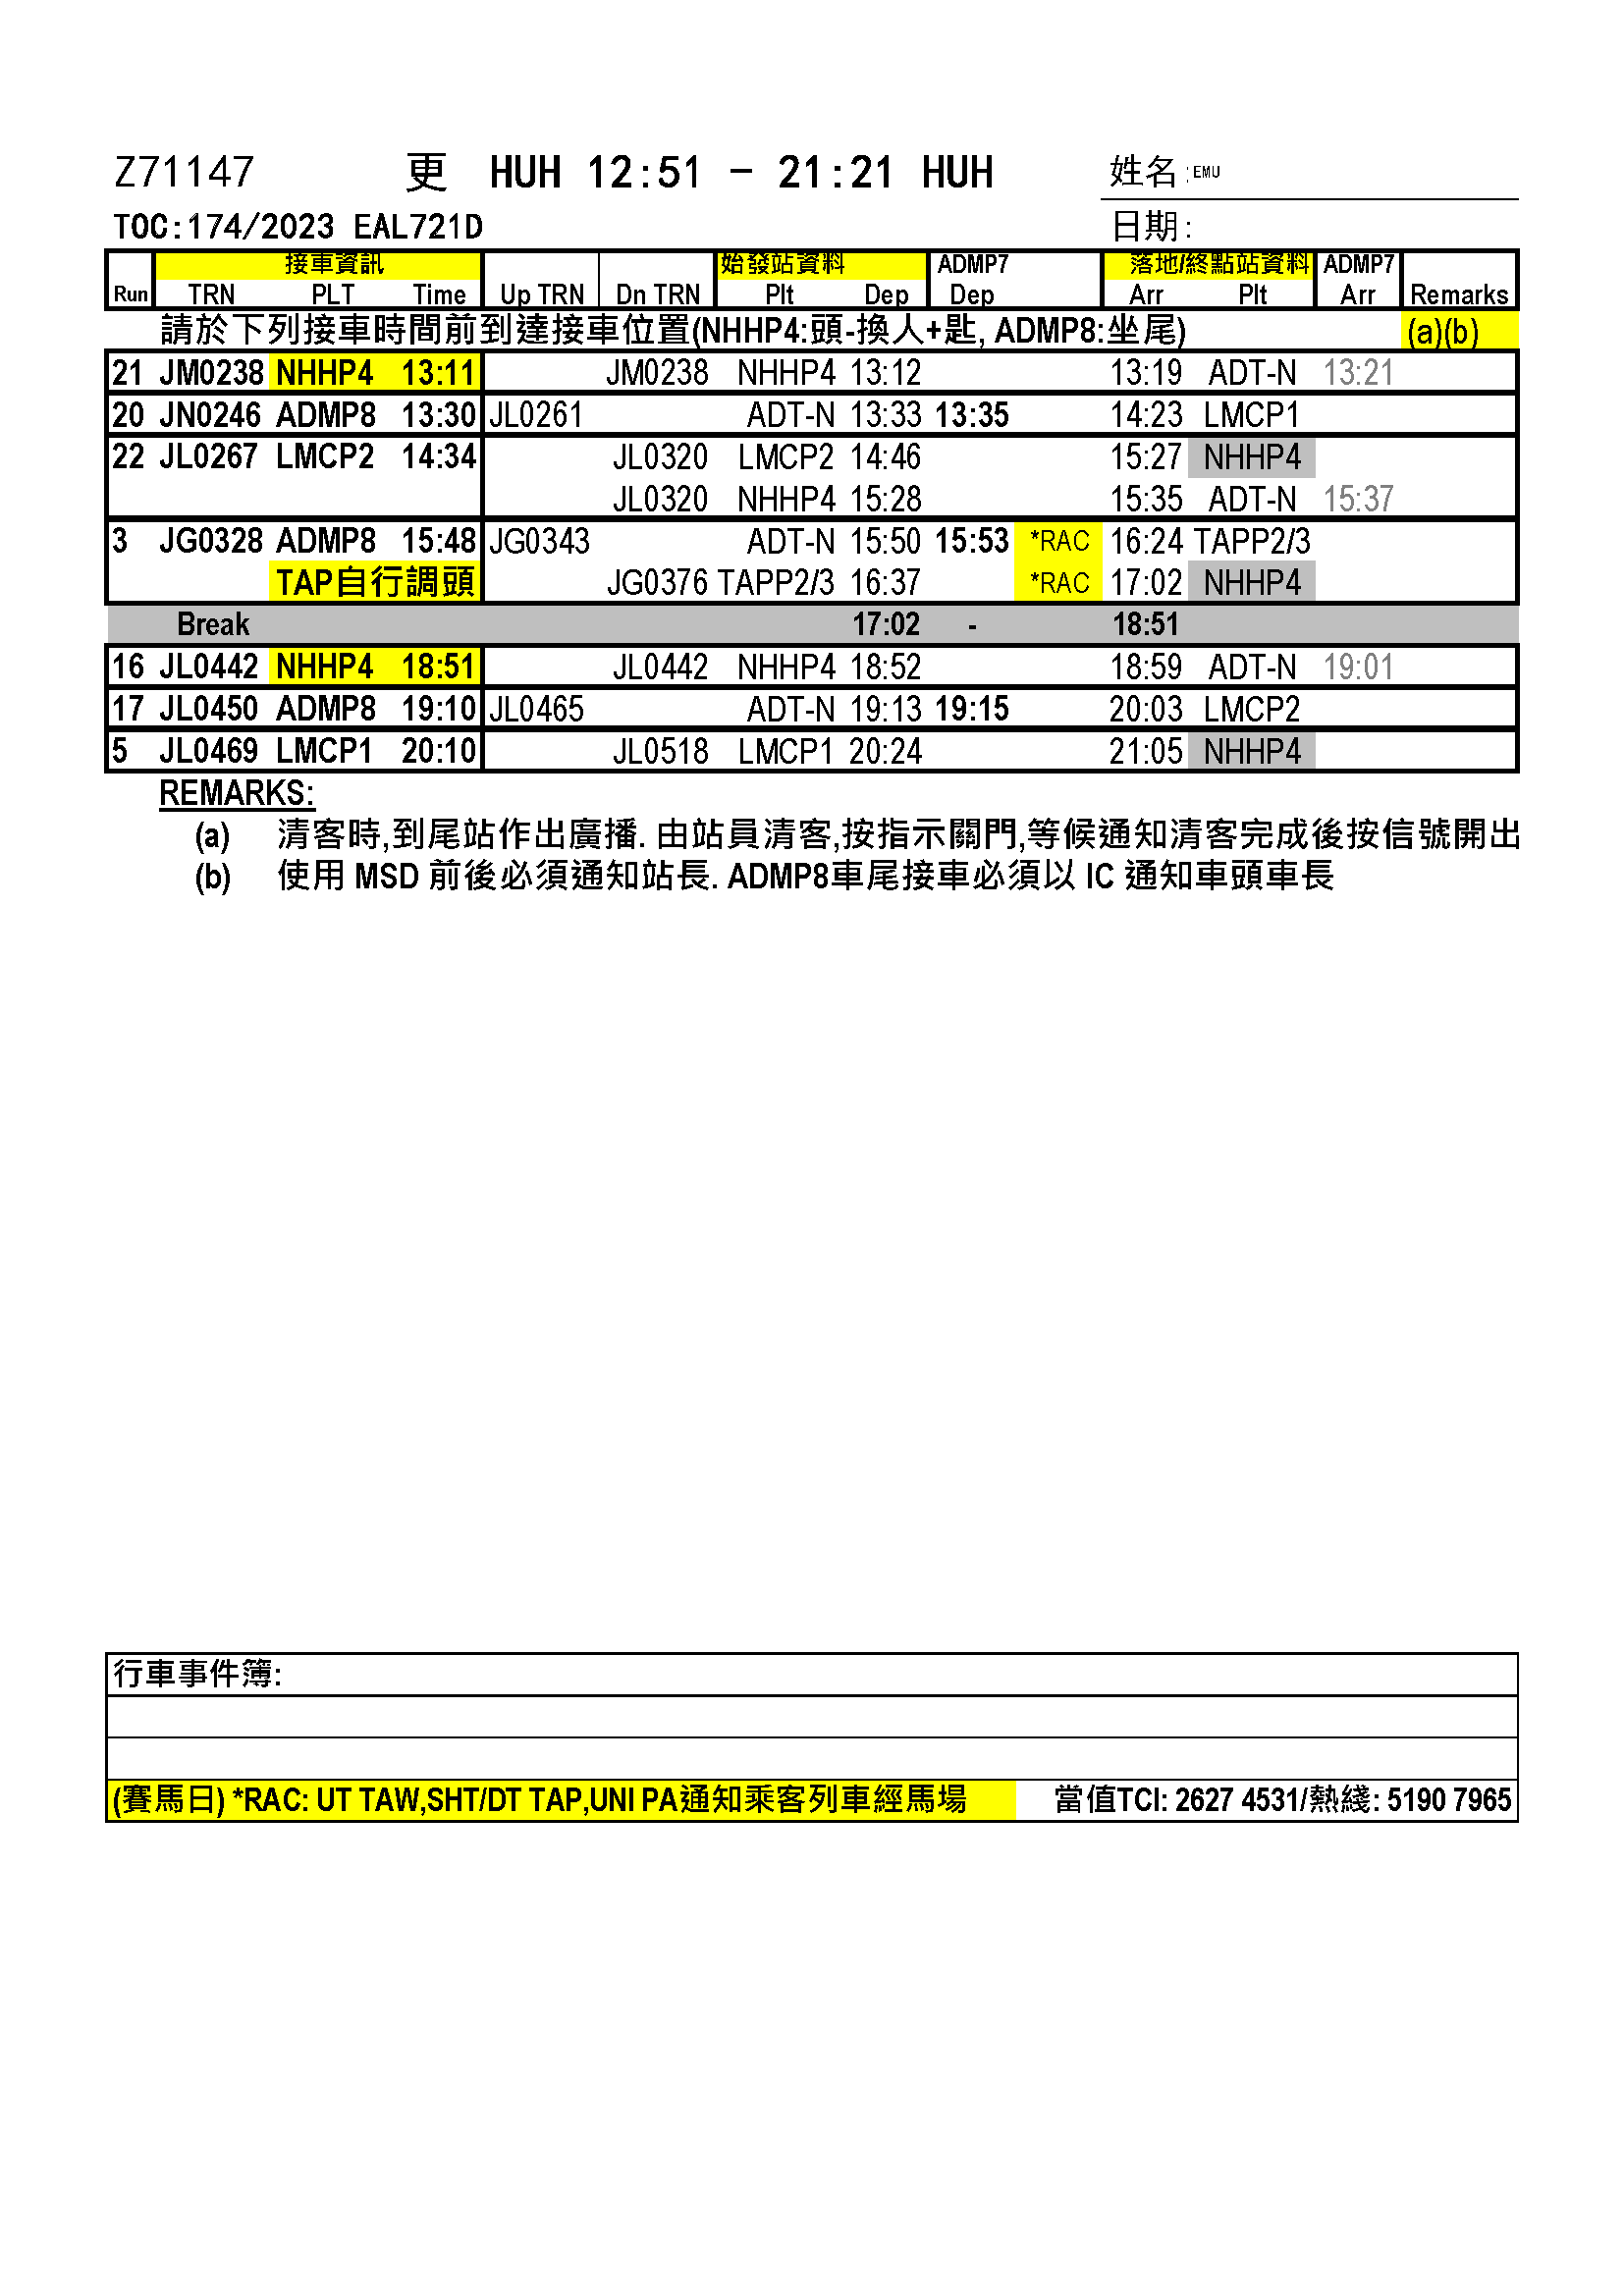 Z71147 更 HUH 12:51 - 21:21 HUH 姓名:EMU
TOC:174/2023 EAL721D 日期:
接車資訊 始發站資料 ADMP7 落地/終點站資料 ADMP7
Run TRN PLT Time Up TRN Dn TRN Plt Dep Dep Arr Plt Arr Remarks
請於下列接車時間前到達接車位置(NHHP4:頭-換人+匙, ADMP8:坐尾) (a)(b)
21 JM0238 NHHP4 13:11 JM0238 NHHP4 13:12 13:19 ADT-N 13:21
20 JN0246 ADMP8 13:30 JL0261 ADT-N 13:33 13:35 14:23 LMCP1
22 JL0267 LMCP2 14:34 JL0320 LMCP2 14:46 15:27 NHHP4
JL0320 NHHP4 15:28 15:35 ADT-N 15:37
3 JG0328 ADMP8 15:48 JG0343 ADT-N 15:50 15:53 *RAC 16:24 TAPP2/3
TAP自行調頭 JG0376 TAPP2/3 16:37 *RAC 17:02 NHHP4
Break 17:02 - 18:51
16 JL0442 NHHP4 18:51 JL0442 NHHP4 18:52 18:59 ADT-N 19:01
17 JL0450 ADMP8 19:10 JL0465 ADT-N 19:13 19:15 20:03 LMCP2
5 JL0469 LMCP1 20:10 JL0518 LMCP1 20:24 21:05 NHHP4
REMARKS:
(a) 清客時,到尾站作出廣播. 由站員清客,按指示關門,等候通知清客完成後按信號開出
(b) 使用 MSD 前後必須通知站長. ADMP8車尾接車必須以 IC 通知車頭車長
行車事件簿:
(賽馬日) *RAC: UT TAW,SHT/DT TAP,UNI PA通知乘客列車經馬場 當值TCI: 2627 4531/熱綫: 5190 7965